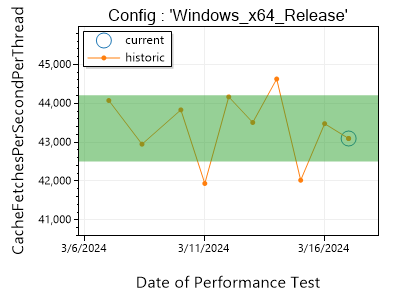 Config : 'Windows_x64_Release'
current
historic
CacheFetchesPerSecondPerThread
45,000
44,000
43,000
42,000
41,000
3/6/2024
3/11/2024
3/16/2024
Date of Performance Test